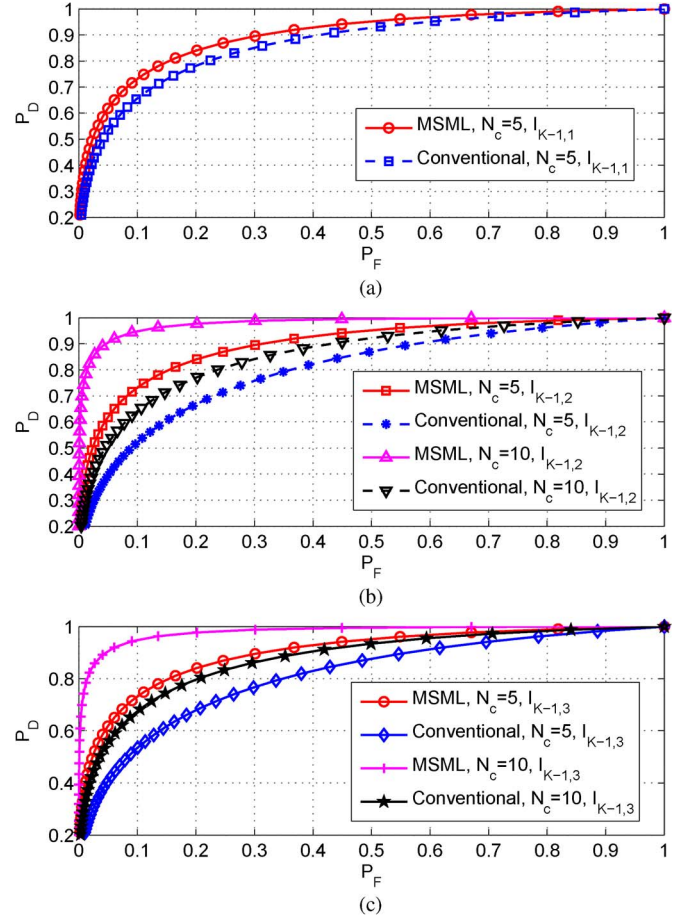 1
0.9
0.8
0.7
0.6
0.5
0.4
0.3
0.2
P_D
MSML, N_c=5, I_{K-1,1}
Conventional, N_c=5, I_{K-1,1}
0 0.1 0.2 0.3 0.4 0.5 0.6 0.7 0.8 0.9 1
P_F
(a)
1
0.9
0.8
0.7
0.6
0.5
0.4
0.3
0.2
P_D
MSML, N_c=5, I_{K-1,2}
Conventional, N_c=5, I_{K-1,2}
MSML, N_c=10, I_{K-1,2}
Conventional, N_c=10, I_{K-1,2}
0 0.1 0.2 0.3 0.4 0.5 0.6 0.7 0.8 0.9 1
P_F
(b)
1
0.8
0.6
0.4
0.2
P_D
MSML, N_c=5, I_{K-1,3}
Conventional, N_c=5, I_{K-1,3}
MSML, N_c=10, I_{K-1,3}
Conventional, N_c=10, I_{K-1,3}
0 0.1 0.2 0.3 0.4 0.5 0.6 0.7 0.8 0.9 1
P_F
(c)